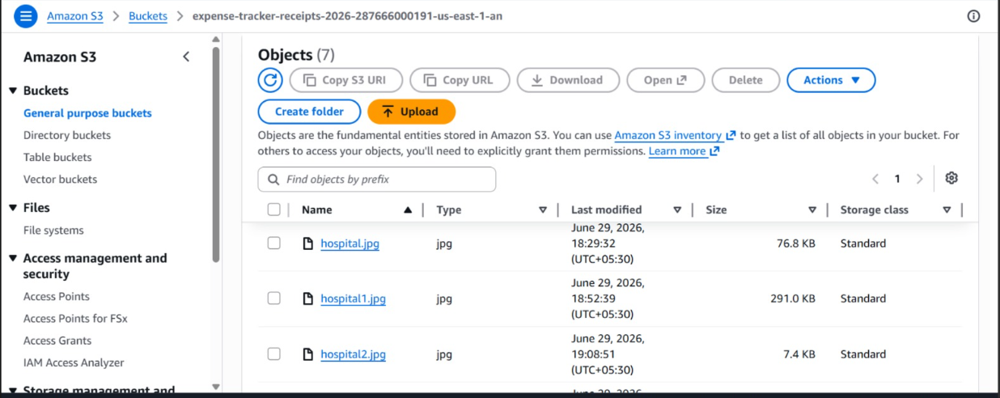 Amazon S3 > Buckets > expense-tracker-receipts-2026-287666000191-us-east-1-an
Amazon S3
Buckets
General purpose buckets
Directory buckets
Table buckets
Vector buckets
Files
File systems
Access management and
security
Access Points
Access Points for FSx
Access Grants
IAM Access Analyzer
Storage management and
Objects (7)
Copy S3 URI Copy URL Download Open Delete Actions
Create folder Upload
Objects are the fundamental entities stored in Amazon S3. You can use Amazon S3 inventory to get a list of all objects in your bucket. For
others to access your objects, you'll need to explicitly grant them permissions. Learn more
Find objects by prefix
1
Name Type Last modified Size Storage class
June 29, 2026,
hospital.jpg jpg 18:29:32 76.8 KB Standard
(UTC+05:30)
June 29, 2026,
hospital1.jpg jpg 18:52:39 291.0 KB Standard
(UTC+05:30)
June 29, 2026,
hospital2.jpg jpg 19:08:51 7.4 KB Standard
(UTC+05:30)